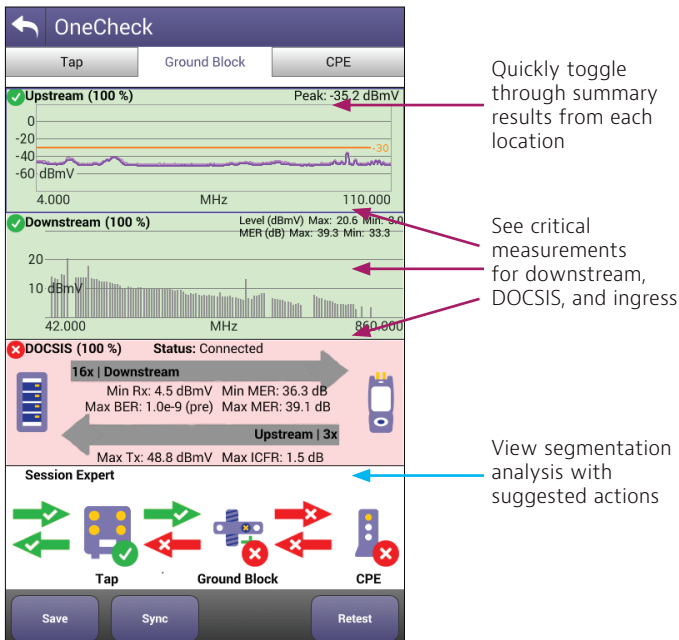 OneCheck
Tap
Ground Block
CPE
Upstream (100 %)
Peak: -35.2 dBmV
0
-20
-30
-40
-60 dBmV
4.000
MHz
110.000
Downstream (100 %)
Level (dBmV) Max: 20.6 Min: 3.0
MER (dB) Max: 39.3 Min: 33.3
20
10 dBmV
42.000
MHz
860.000
DOCSIS (100 %)
Status: Connected
16x | Downstream
Min Rx: 4.5 dBmV Min MER: 36.3 dB
Max BER: 1.0e-9 (pre) Max MER: 39.1 dB
Upstream | 3x
Max Tx: 48.8 dBmV Max ICFR: 1.5 dB
Session Expert
Tap
Ground Block
CPE
Save
Sync
Retest
Quickly toggle
through summary
results from each
location
See critical
measurements
for downstream,
DOCSIS, and ingress
View segmentation
analysis with
suggested actions